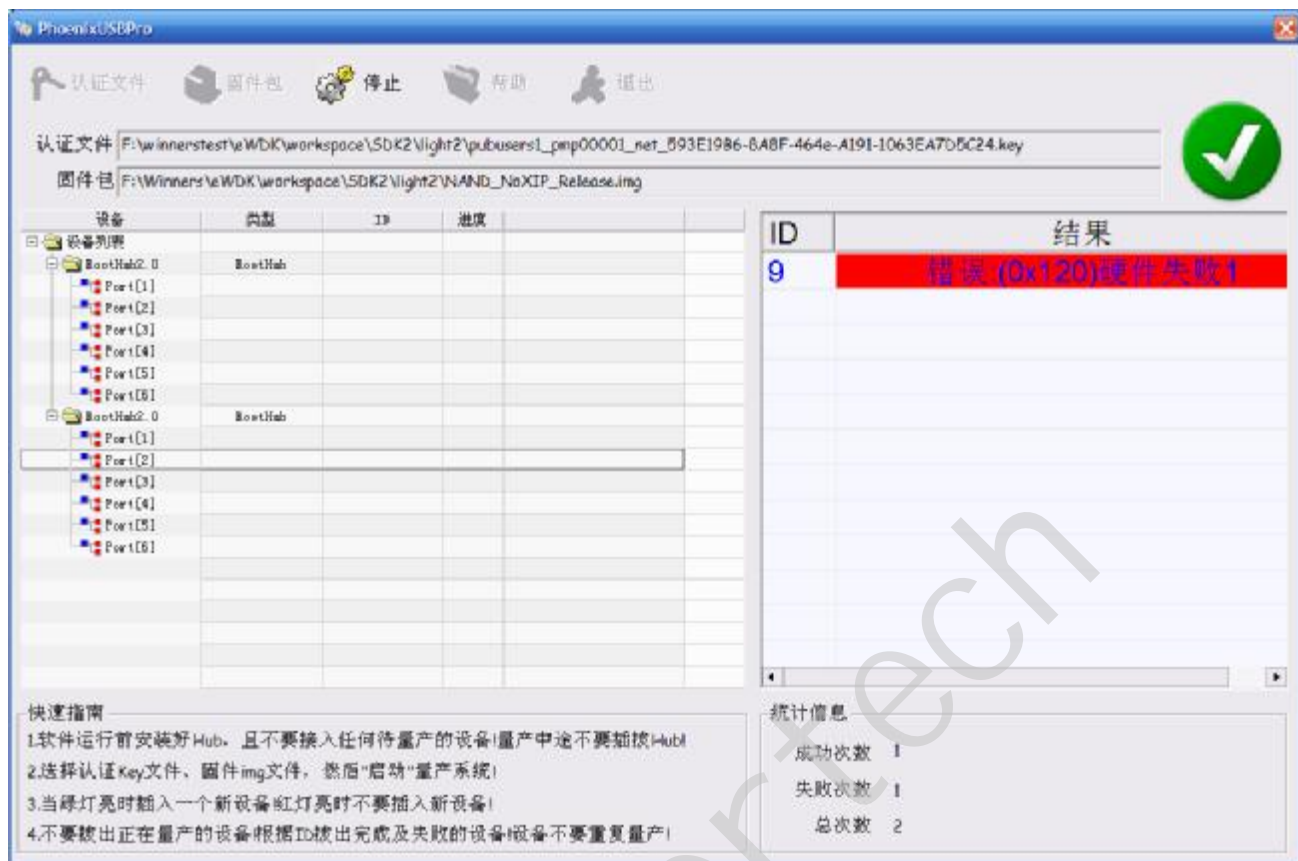 PhoenixUSBPro
认证文件 固件包 停止 帮助 退出
认证文件 F:\winnerstest\eWDK\workspace\SDK2\light2\pubusers1_pmp00001_net_593E1986-8A8F-464e-A191-1063EA7D5C24.key
固件包 F:\Winners\eWDK\workspace\SDK2\light2\NAND_NoXIP_Release.img
设备 类型 ID 进度
设备列表
RootHub2.0 RootHub
Port[1]
Port[2]
Port[3]
Port[4]
Port[5]
Port[6]
RootHub2.0 RootHub
Port[1]
Port[2]
Port[3]
Port[4]
Port[5]
Port[6]
ID 结果
9 错误:(0x120)硬件失败1
快速指南
1.软件运行前安装好Hub，且不要接入任何待量产的设备!量产中途不要插拔Hub!
2.选择认证Key文件、固件img文件，然后"启动"量产系统!
3.当绿灯亮时插入一个新设备!红灯亮时不要插入新设备!
4.不要拔出正在量产的设备!根据ID拔出完成及失败的设备!设备不要重复量产!
统计信息
成功次数 1
失败次数 1
总次数 2